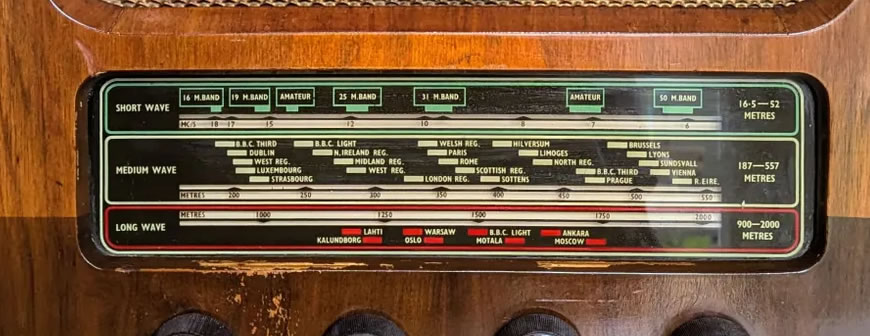 16 M.BAND 19 M.BAND AMATEUR 25 M.BAND 31 M.BAND AMATEUR 50 M.BAND
SHORT WAVE
16·5—52
METRES
MC/S 18 17 15 12 10 8 7 6
B.B.C. THIRD B.B.C. LIGHT WELSH REG. HILVERSUM BRUSSELS
DUBLIN N.IRELAND REG. PARIS LIMOGES LYONS
WEST REG. MIDLAND REG. ROME NORTH REG. SUNDSVALL
MEDIUM WAVE
187—557
METRES
LUXEMBOURG WEST REG. SCOTTISH REG. B.B.C. THIRD VIENNA
STRASBOURG LONDON REG. SOTTENS PRAGUE R.EIRE.
METRES 200 250 300 350 400 450 500 550
METRES 1000 1250 1500 1750 2000
LONG WAVE
900—2000
METRES
LAHTI WARSAW B.B.C. LIGHT ANKARA
KALUNDBORG OSLO MOTALA MOSCOW